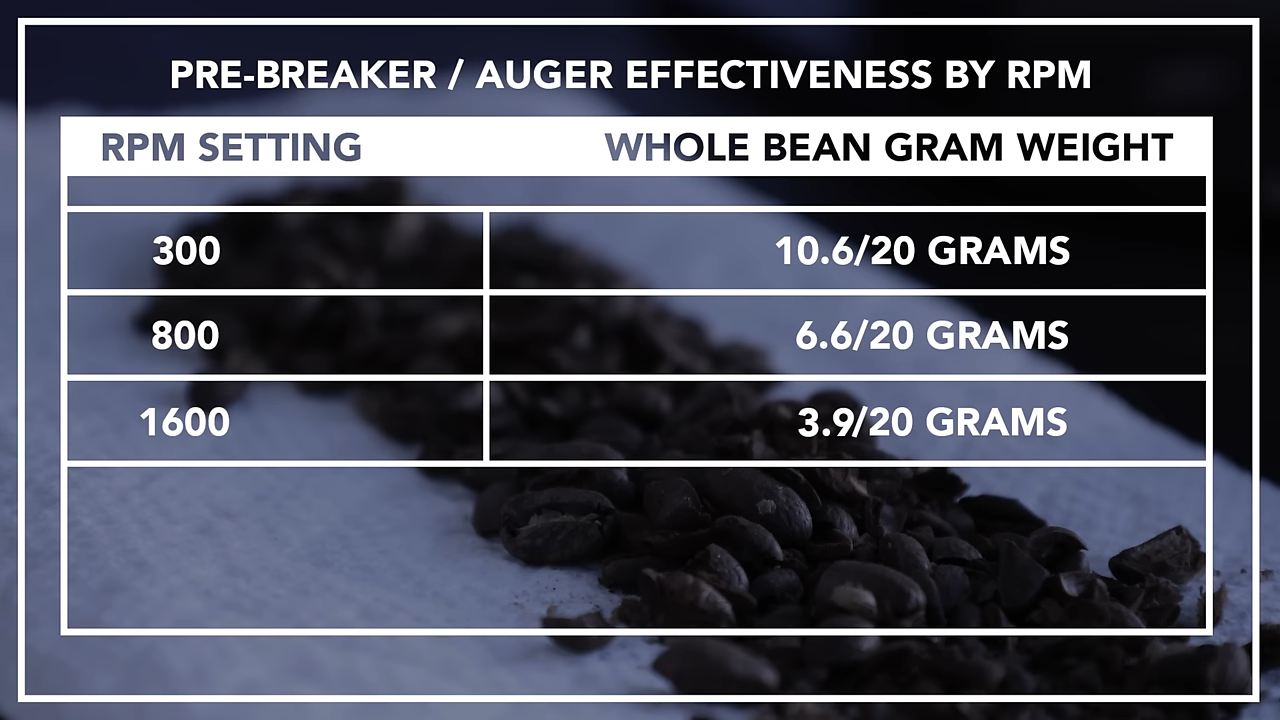 PRE-BREAKER / AUGER EFFECTIVENESS BY RPM
RPM SETTING WHOLE BEAN GRAM WEIGHT
300 10.6/20 GRAMS
800 6.6/20 GRAMS
1600 3.9/20 GRAMS